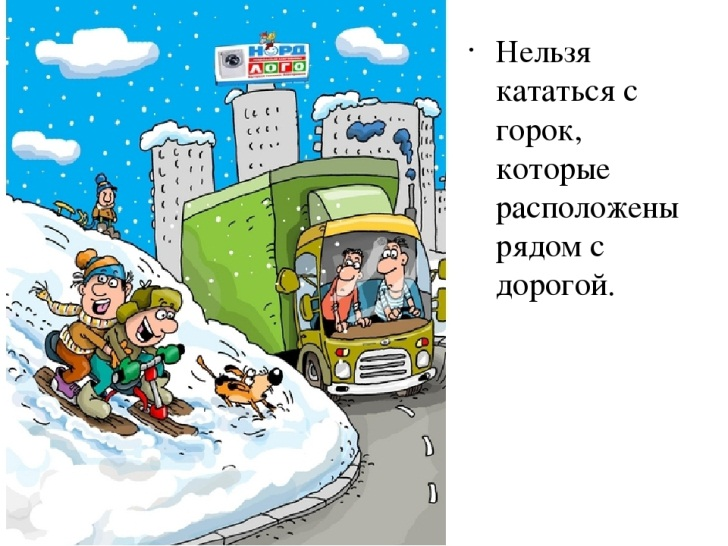 НОРД
ЛОГО
• Нельзя
кататься с
горок,
которые
расположены
рядом с
дорогой.